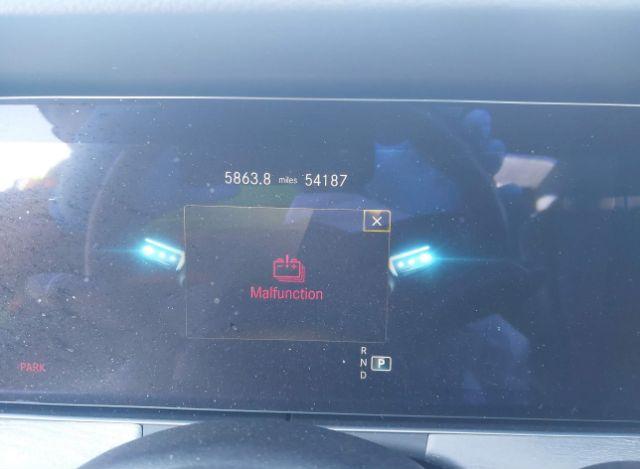 5863.8 miles 54187
X
Malfunction
R
N P
D
PARK